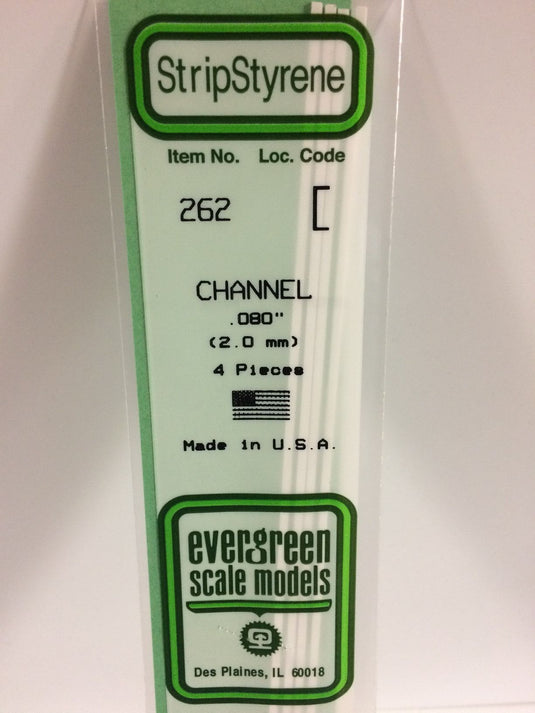 StripStyrene
Item No. Loc. Code
262 [
CHANNEL
.080"
(2.0 mm)
4 Pieces
Made in U.S.A.
evergreen
scale models
Des Plaines, IL 60018